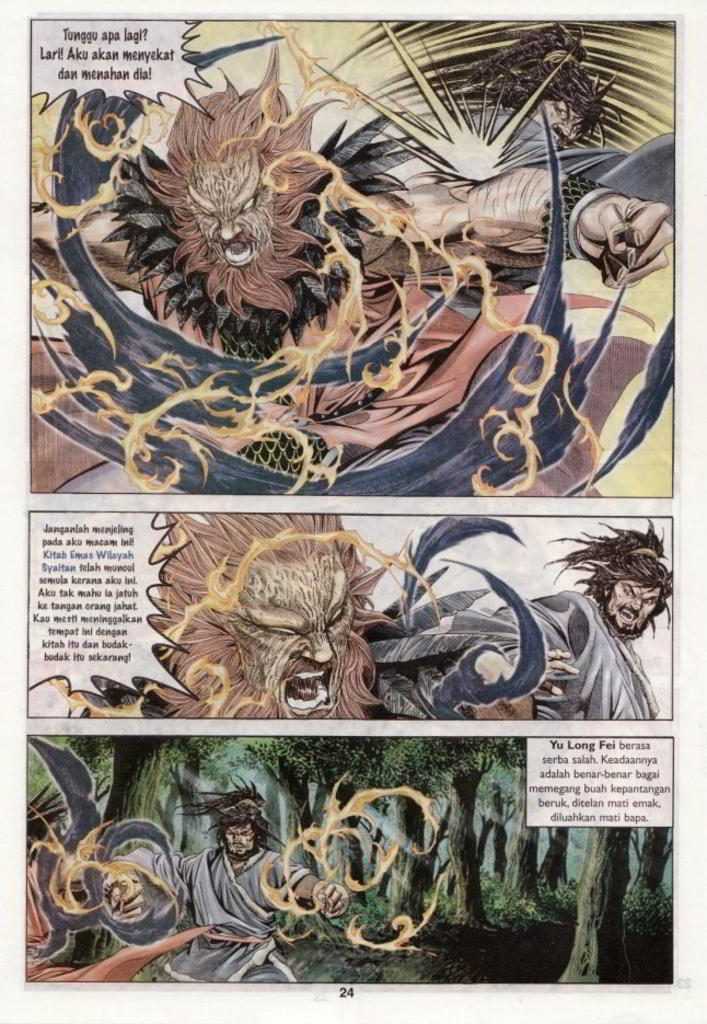 Tunggu apa lagi?
Lari! Aku akan menyekat
dan menahan dia!
Janganlah menjeling
pada aku macam ini!
Kitab Emas Wilayah
Syaitan telah muncul
semula kerana aku ini.
Aku tak mahu ia jatuh
ke tangan orang jahat.
Kau mesti meninggalkan
tempat ini dengan
kitab itu dan budak-
budak itu sekarang!
Yu Long Fei berasa
serba salah. Keadaannya
adalah benar-benar bagai
memegang buah kepantangan
beruk, ditelan mati emak,
diluahkan mati bapa.
24